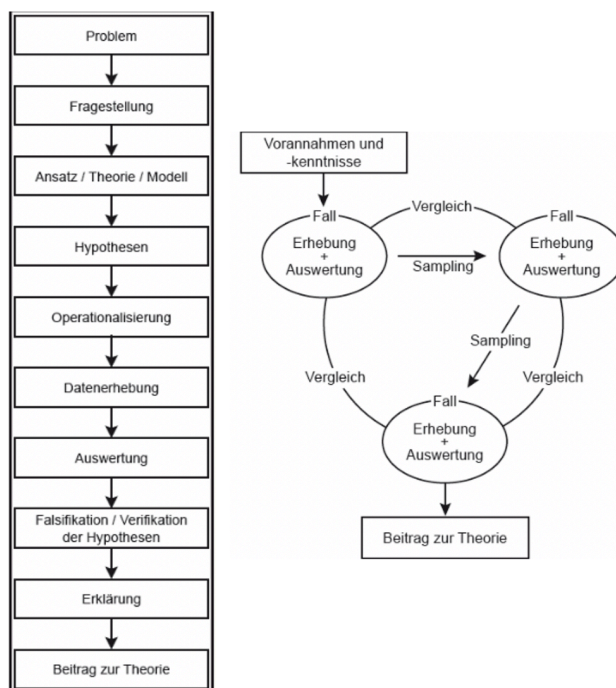 Problem
Fragestellung
Ansatz / Theorie / Modell
Hypothesen
Operationalisierung
Datenerhebung
Auswertung
Falsifikation / Verifikation
der Hypothesen
Erklärung
Beitrag zur Theorie
Vorannahmen und
-kenntnisse
Fall
Erhebung
+
Auswertung
Vergleich
Sampling
Fall
Erhebung
+
Auswertung
Sampling
Vergleich
Vergleich
Fall
Erhebung
+
Auswertung
Beitrag zur Theorie